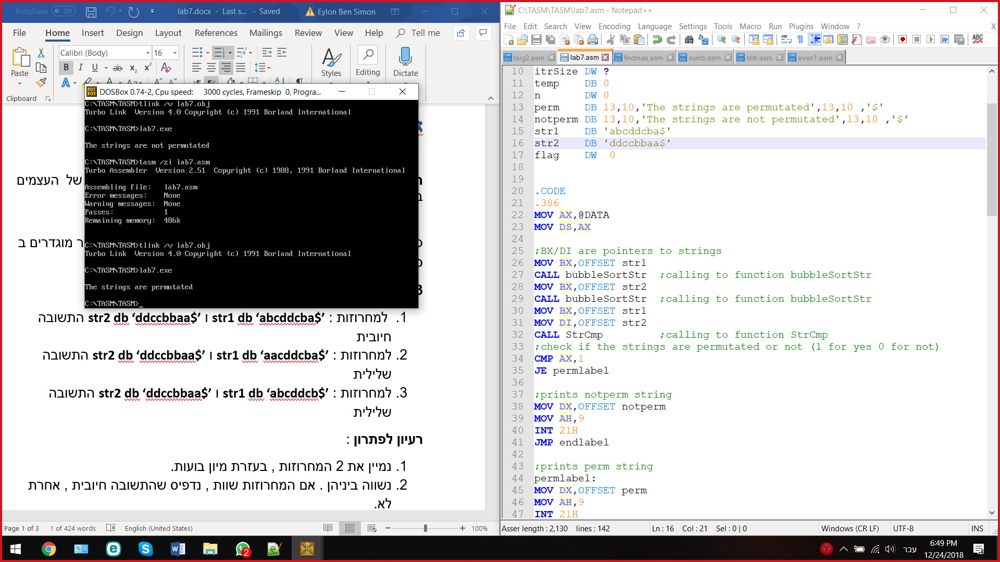 AutoSave Off lab7.docx - Last s... - Saved Eylon Ben Simon
File Home Insert Design Layout References Mailings Review View Help Tell me
Calibri (Body) 16
Paste B I U ab x₂ x² Styles Editing Dictate
Clipboard
DOSBox 0.74-2, Cpu speed: 3000 cycles, Frameskip 0, Progra...
C:\TASM\TASM>tlink /v lab7.obj
Turbo Link Version 4.0 Copyright (c) 1991 Borland International
C:\TASM\TASM>lab7.exe
The strings are not permutated
C:\TASM\TASM>tasm /zi lab7.asm
Turbo Assembler Version 2.51 Copyright (c) 1988, 1991 Borland International
Assembling file: lab7.asm
Error messages: None
Warning messages: None
Passes: 1
Remaining memory: 486k
C:\TASM\TASM>tlink /v lab7.obj
Turbo Link Version 4.0 Copyright (c) 1991 Borland International
C:\TASM\TASM>lab7.exe
The strings are permutated
C:\TASM\TASM>_
של העצמים
מוגדרים ב
1. למחרוזות : str1 db ‘abcddcba$’ ו str2 db ‘ddccbbaa$’ התשובה
חיובית
2. למחרוזות : str1 db ‘aacddcba$’ ו str2 db ‘ddccbbaa$’ התשובה
שלילית
3. למחרוזות : str1 db ‘abcddcb$’ ו str2 db ‘ddccbbaa$’ התשובה
שלילית
רעיון לפתרון :
1. נמיין את 2 המחרוזות , בעזרת מיון בועות.
2. נשווה ביניהן . אם המחרוזות שוות , נדפיס שהתשובה חיובית , אחרת
לא.
Page 1 of 3 1 of 424 words English (United States) 100%
C:\TASM\TASM\lab7.asm - Notepad++
File Edit Search View Encoding Language Settings Tools Macro Run Plugins Window ? X
targ2.asm lab7.asm findmax.asm sumb.asm hhh.asm even1.asm
10 itrSize DW ?
11 temp DB 0
12 n DW 0
13 perm DB 13,10,'The strings are permutated',13,10 ,'$'
14 notperm DB 13,10,'The strings are not permutated',13,10 ,'$'
15 str1 DB 'abcddcba$'
16 str2 DB 'ddccbbaa$'
17 flag DW 0
18
19
20 .CODE
21 .386
22 MOV AX,@DATA
23 MOV DS,AX
24
25 ;BX/DI are pointers to strings
26 MOV BX,OFFSET str1
27 CALL bubbleSortStr ;calling to function bubbleSortStr
28 MOV BX,OFFSET str2
29 CALL bubbleSortStr ;calling to function bubbleSortStr
30 MOV BX,OFFSET str1
31 MOV DI,OFFSET str2
32 CALL StrCmp ;calling to function StrCmp
33 ;check if the strings are permutated or not (1 for yes 0 for not)
34 CMP AX,1
35 JE permlabel
36
37 ;prints notperm string
38 MOV DX,OFFSET notperm
39 MOV AH,9
40 INT 21H
41 JMP endlabel
42
43 ;prints perm string
44 permlabel:
45 MOV DX,OFFSET perm
46 MOV AH,9
47 INT 21H
Asser length : 2,130 lines : 142 Ln : 16 Col : 21 Sel : 0 | 0 Windows (CR LF) UTF-8 INS
2 עבר 6:49 PM
12/24/2018